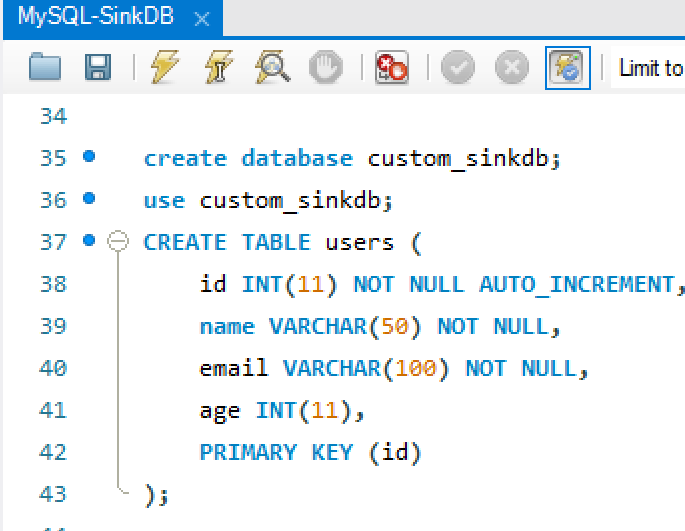 MySQL-SinkDB ×
Limit to
34
35 create database custom_sinkdb;
36 use custom_sinkdb;
37 CREATE TABLE users (
38 id INT(11) NOT NULL AUTO_INCREMENT,
39 name VARCHAR(50) NOT NULL,
40 email VARCHAR(100) NOT NULL,
41 age INT(11),
42 PRIMARY KEY (id)
43 );